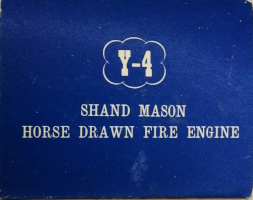 Y-4
SHAND MASON
HORSE DRAWN FIRE ENGINE